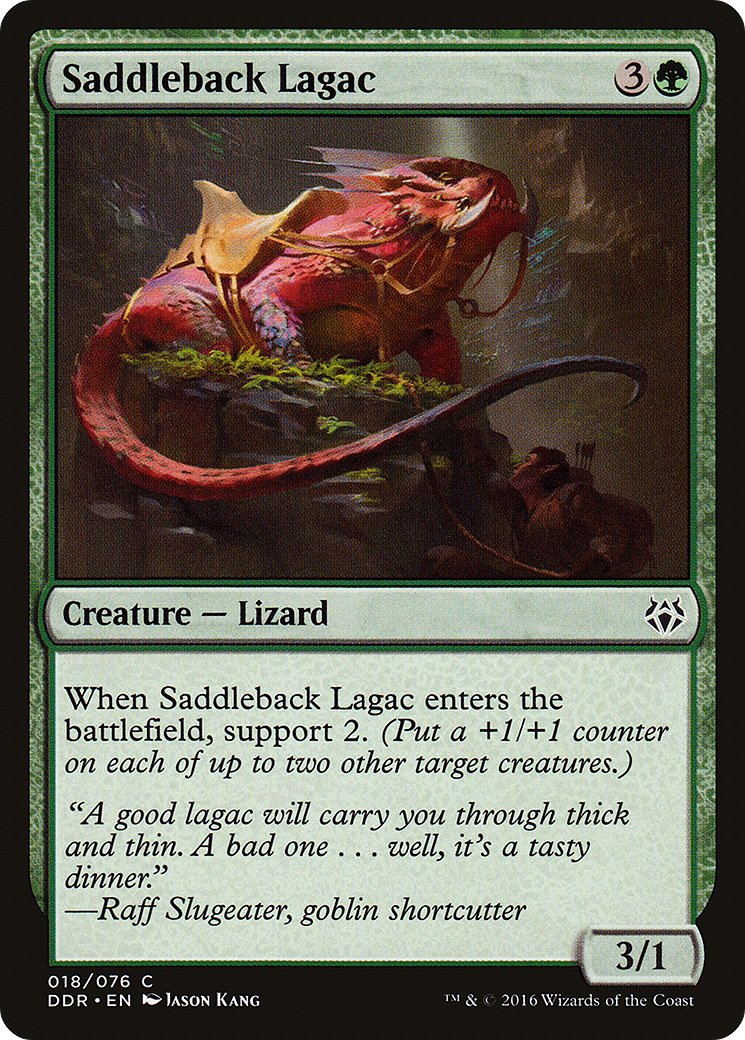 Saddleback Lagac 3
Creature — Lizard
When Saddleback Lagac enters the
battlefield, support 2. (Put a +1/+1 counter
on each of up to two other target creatures.)
“A good lagac will carry you through thick
and thin. A bad one . . . well, it’s a tasty
dinner.”
—Raff Slugeater, goblin shortcutter
3/1
018/076 C
DDR • EN Jason Kang ™ & © 2016 Wizards of the Coast